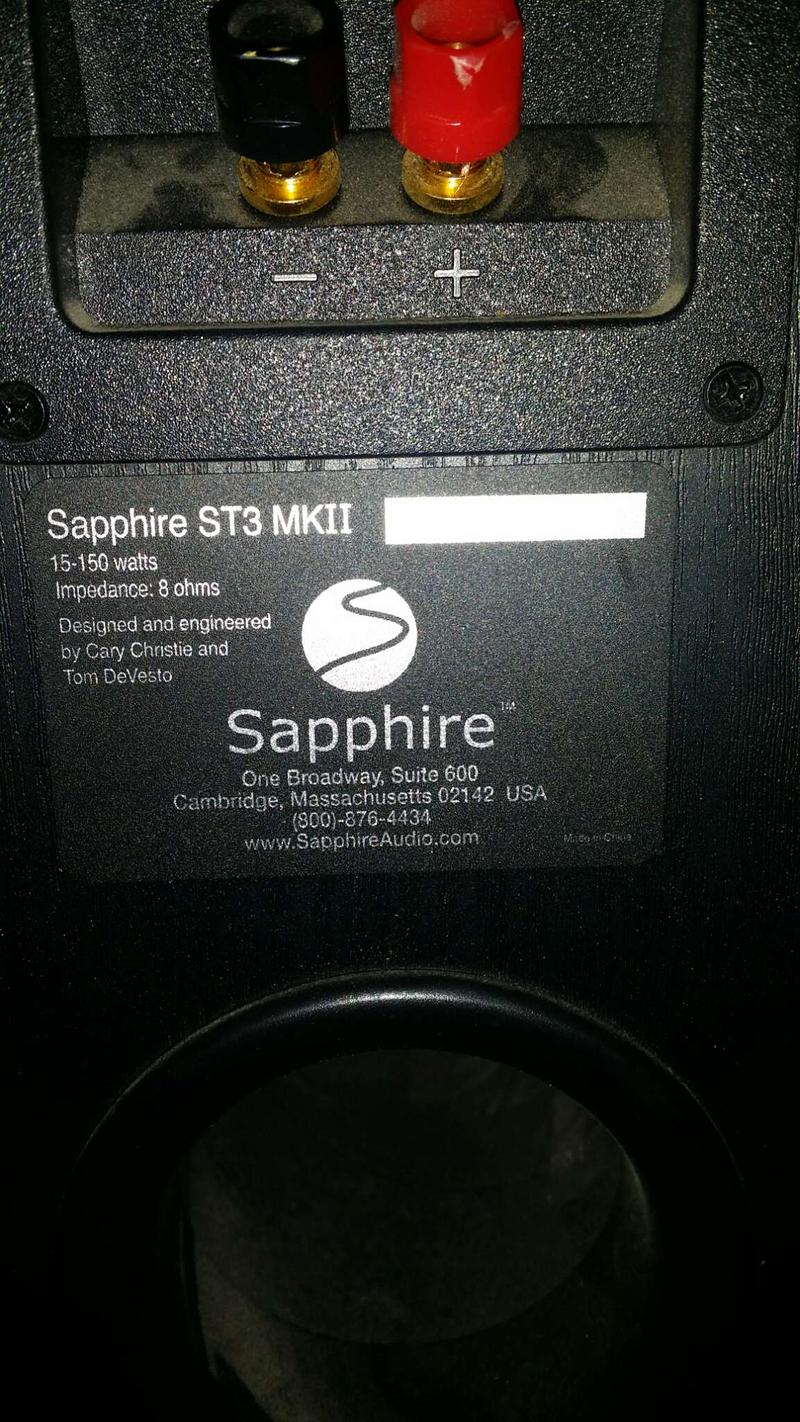 − +
Sapphire ST3 MKII
15-150 watts
Impedance: 8 ohms
Designed and engineered
by Cary Christie and
Tom DeVesto
Sapphire™
One Broadway, Suite 600
Cambridge, Massachusetts 02142 USA
(800)-876-4434
www.SapphireAudio.com
Made in China